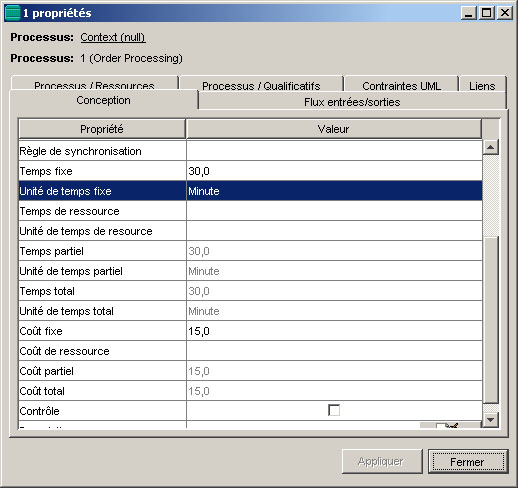 1 propriétés
Processus: Context (null)
Processus: 1 (Order Processing)
Processus / Ressources Processus / Qualificatifs Contraintes UML Liens
Conception Flux entrées/sorties
Propriété Valeur
Règle de synchronisation
Temps fixe 30,0
Unité de temps fixe Minute
Temps de ressource
Unité de temps de resource
Temps partiel 30,0
Unité de temps partiel Minute
Temps total 30,0
Unité de temps total Minute
Coût fixe 15,0
Coût de ressource
Coût partiel 15,0
Coût total 15,0
Contrôle
Appliquer Fermer